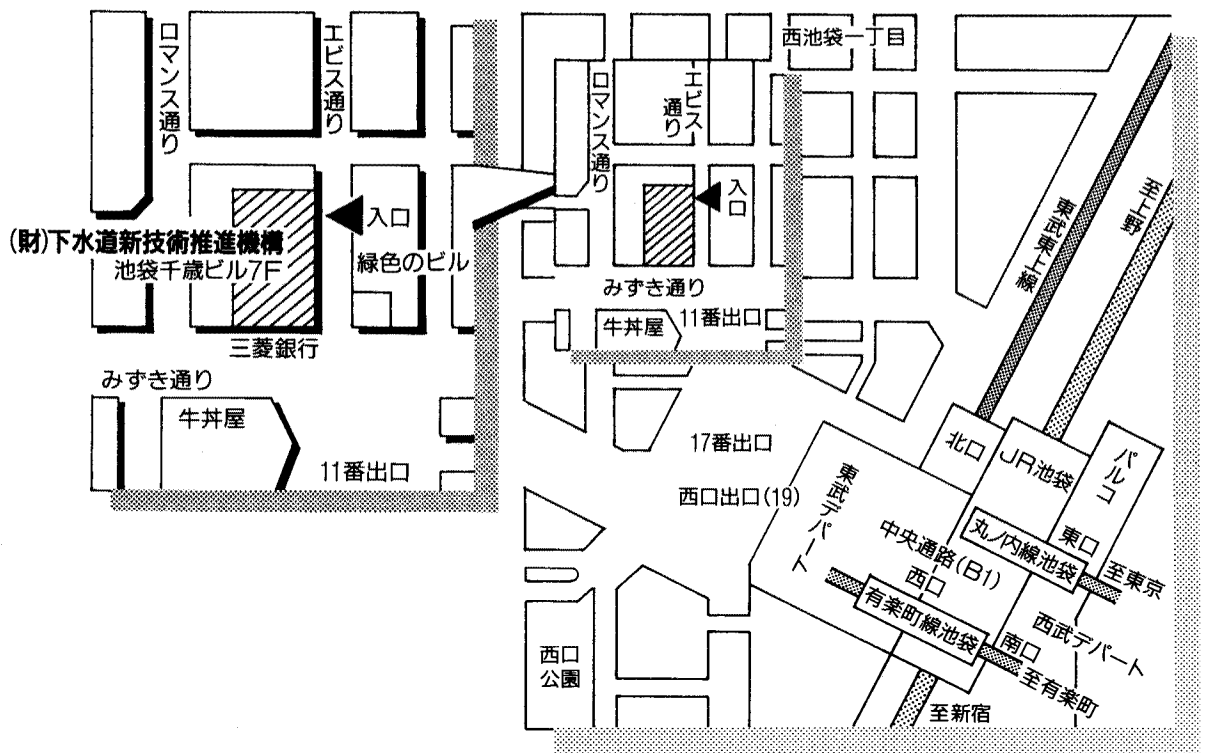 ロマンス通り
エビス通り
入口
(財)下水道新技術推進機構
池袋千歳ビル7F
緑色のビル
三菱銀行
みずき通り
牛丼屋
11番出口
西池袋一丁目
ロマンス通り
エビス
通り
入口
みずき通り
牛丼屋
11番出口
東武東上線
至上野
17番出口
西口出口(19)
北口
JR池袋
パルコ
東武デパート
中央通路(B1)
西口
丸ノ内線池袋
東口
至東京
有楽町線池袋
南口
西武デパート
至有楽町
至新宿
西口
公園